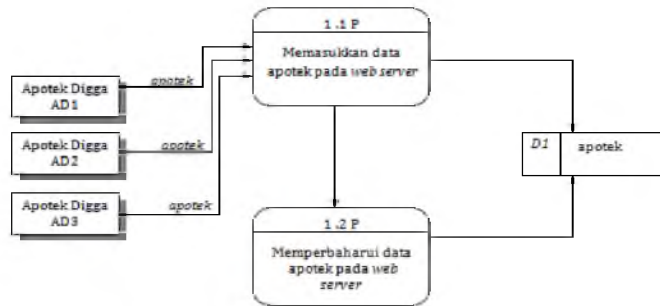 1 .1 P
Memasukkan data
apotek pada web server
apotek
Apotek Digga
AD1
apotek
Apotek Digga
AD2
apotek
Apotek Digga
AD3
D1 apotek
1 .2 P
Memperbaharui data
apotek pada web
server